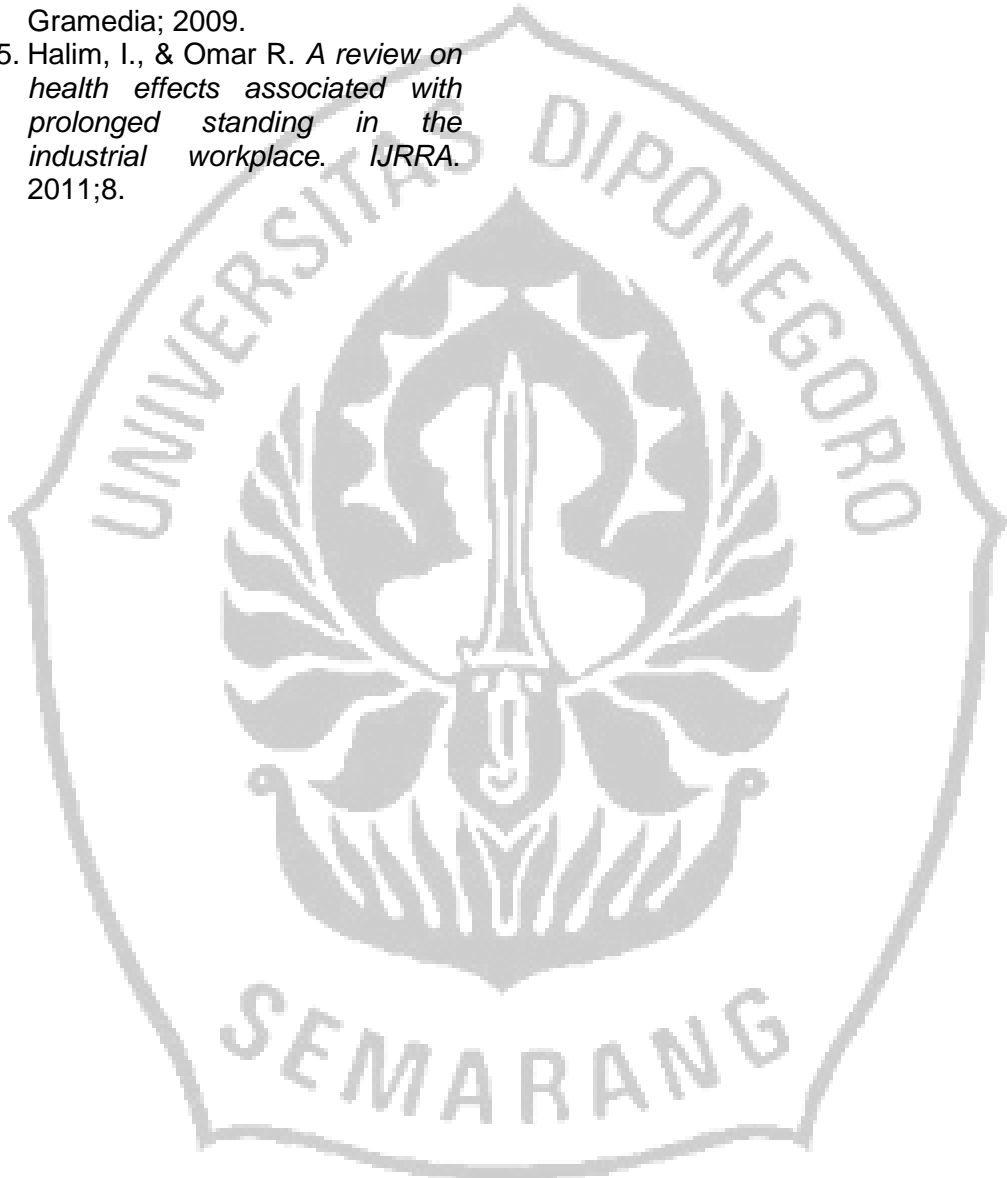 Gramedia; 2009.
5. Halim, I., & Omar R. A review on
health effects associated with
prolonged standing in the
industrial workplace. IJRRA.
2011;8.
UNIVERSITAS DIPONEGORO
SEMARANG